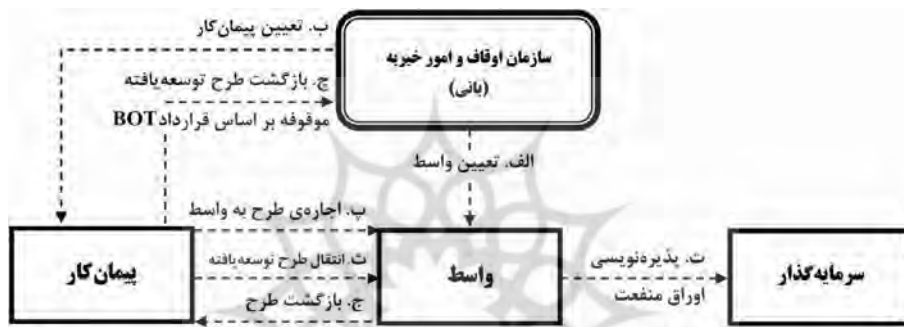 ب. تعیین پیمان‌کار
سازمان اوقاف و امور خیریه
(بانی)
چ. بازگشت طرح توسعه‌یافته
موقوفه بر اساس قرارداد BOT
الف. تعیین واسط
پ. اجاره‌ی طرح به واسط
پیمان‌کار
ث. انتقال طرح توسعه‌یافته
ج. بازگشت طرح
واسط
ت. پذیره‌نویسی
اوراق منفعت
سرمایه‌گذار